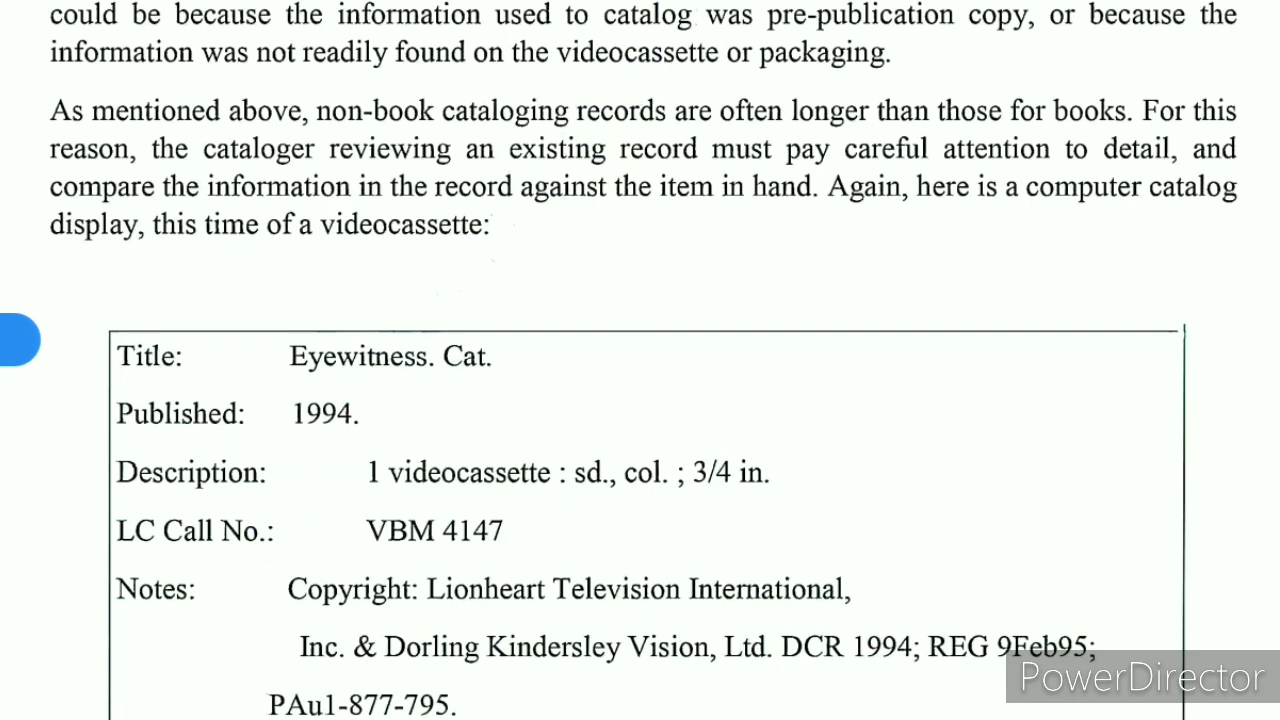 could be because the information used to catalog was pre-publication copy, or because the
information was not readily found on the videocassette or packaging.
As mentioned above, non-book cataloging records are often longer than those for books. For this
reason, the cataloger reviewing an existing record must pay careful attention to detail, and
compare the information in the record against the item in hand. Again, here is a computer catalog
display, this time of a videocassette:
Title: Eyewitness. Cat.
Published: 1994.
Description: 1 videocassette : sd., col. ; 3/4 in.
LC Call No.: VBM 4147
Notes: Copyright: Lionheart Television International,
Inc. & Dorling Kindersley Vision, Ltd. DCR 1994; REG 9Feb95;
PAu1-877-795.
PowerDirector